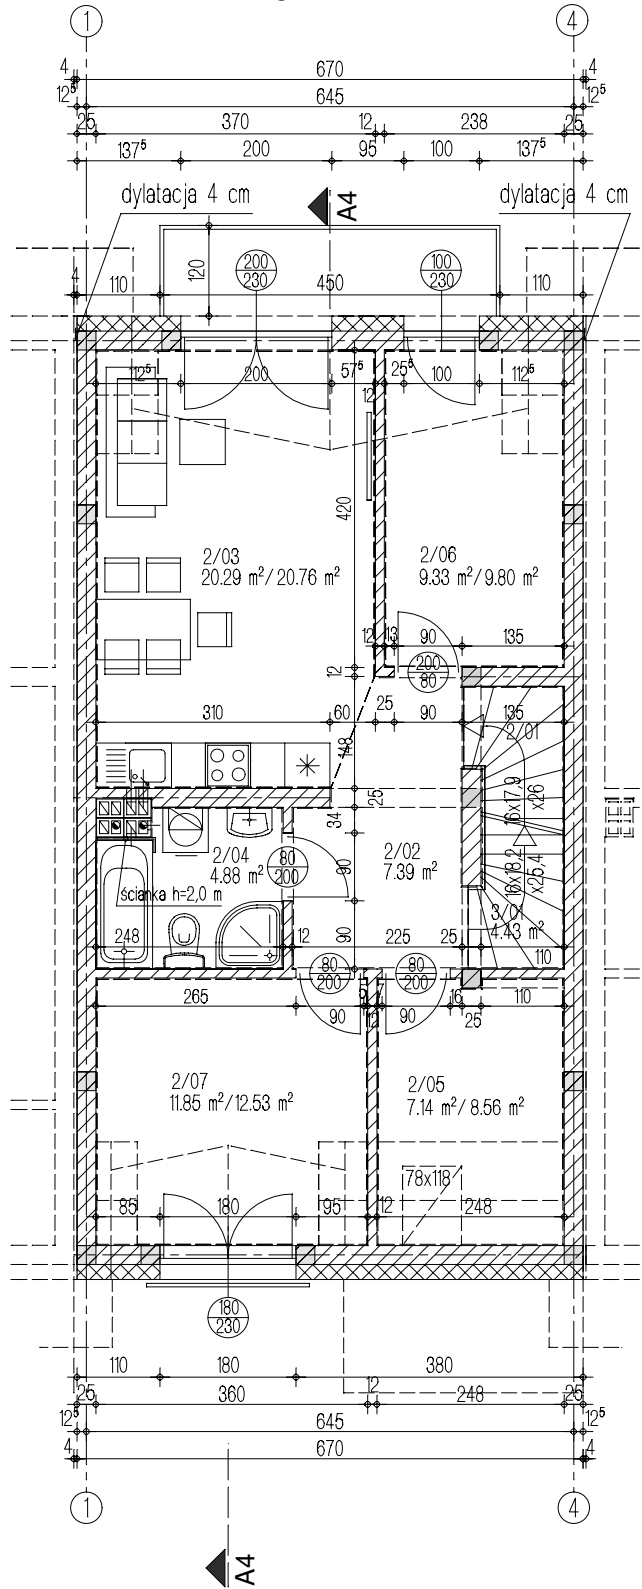 1 4
4 670 4
12⁵ 645 12⁵
25 370 12 238 25
137⁵ 200 95 100 137⁵
dylatacja 4 cm
A4
dylatacja 4 cm
120
200
230
100
230
4 110 450 110
12⁵ 200 57⁵ 25⁵ 100 112⁵
12
420
2/03
20.29 m²/ 20.76 m²
2/06
9.33 m²/ 9.80 m²
12 13 90 135
12
200
80
310 60 25 90 135
2/01
148
16x17,9
x26
25
34
2/04
4.88 m²
80
200
2/02
7.39 m²
90
16x18,2
x25,4
ścianka h=2,0 m
3/01
4.43 m²
248 12 90 225 25 110
80
200
80
200
265 5 7 16 110
90 12 90 25
2/07
11.85 m²/12.53 m²
2/05
7.14 m²/ 8.56 m²
78x118
85 180 95 12 248
180
230
110 180 380
25 360 12 248 25
12⁵ 645 12⁵
4 670 4
1 4
A4